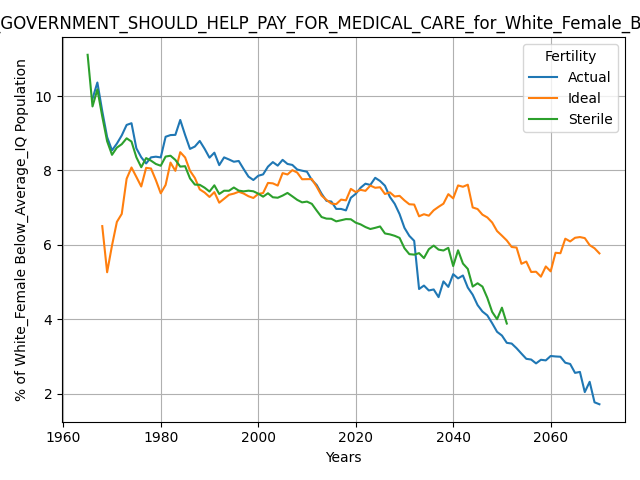 _GOVERNMENT_SHOULD_HELP_PAY_FOR_MEDICAL_CARE_for_White_Female_B
% of White_Female Below_Average_IQ Population
10
8
6
4
2
Fertility
Actual
Ideal
Sterile
1960
1980
2000
2020
2040
2060
Years